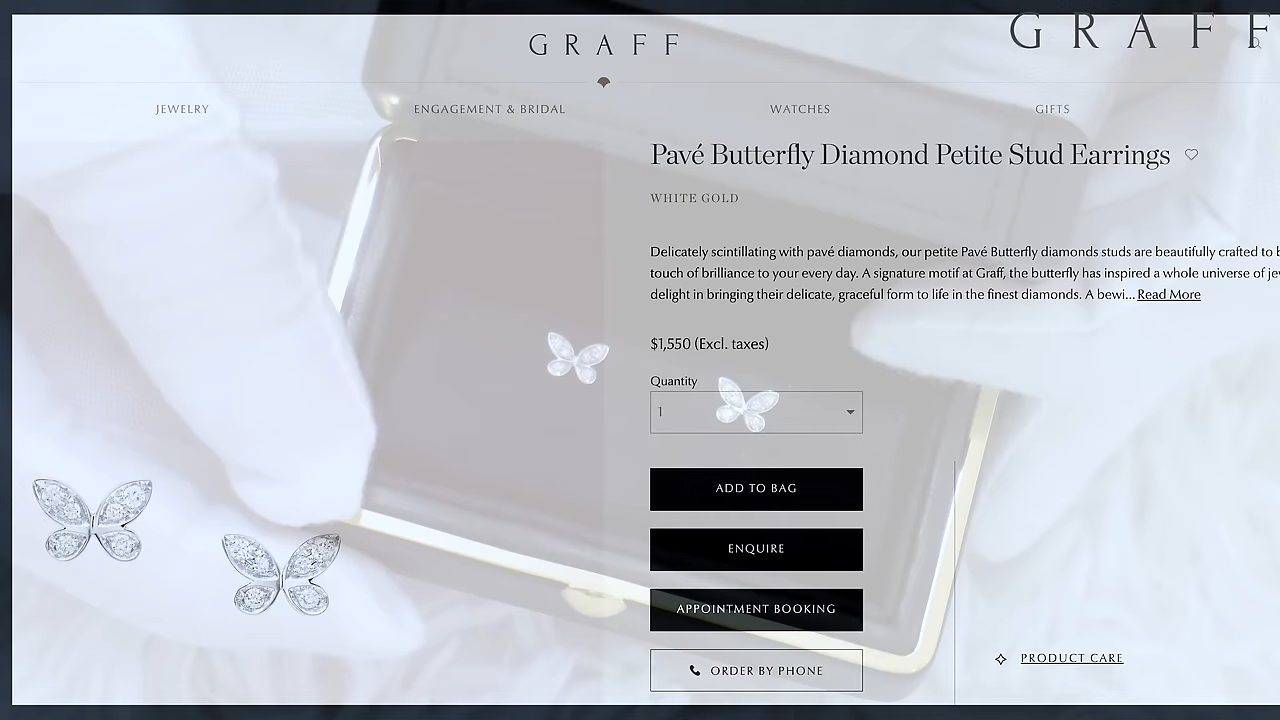 GRAFF
GRAFF
JEWELRY
ENGAGEMENT & BRIDAL
WATCHES
GIFTS
Pavé Butterfly Diamond Petite Stud Earrings
WHITE GOLD
Delicately scintillating with pavé diamonds, our petite Pavé Butterfly diamonds studs are beautifully crafted to
touch of brilliance to your every day. A signature motif at Graff, the butterfly has inspired a whole universe of
delight in bringing their delicate, graceful form to life in the finest diamonds. A bewi... Read More
$1,550 (Excl. taxes)
Quantity
1
ADD TO BAG
ENQUIRE
APPOINTMENT BOOKING
ORDER BY PHONE
PRODUCT CARE